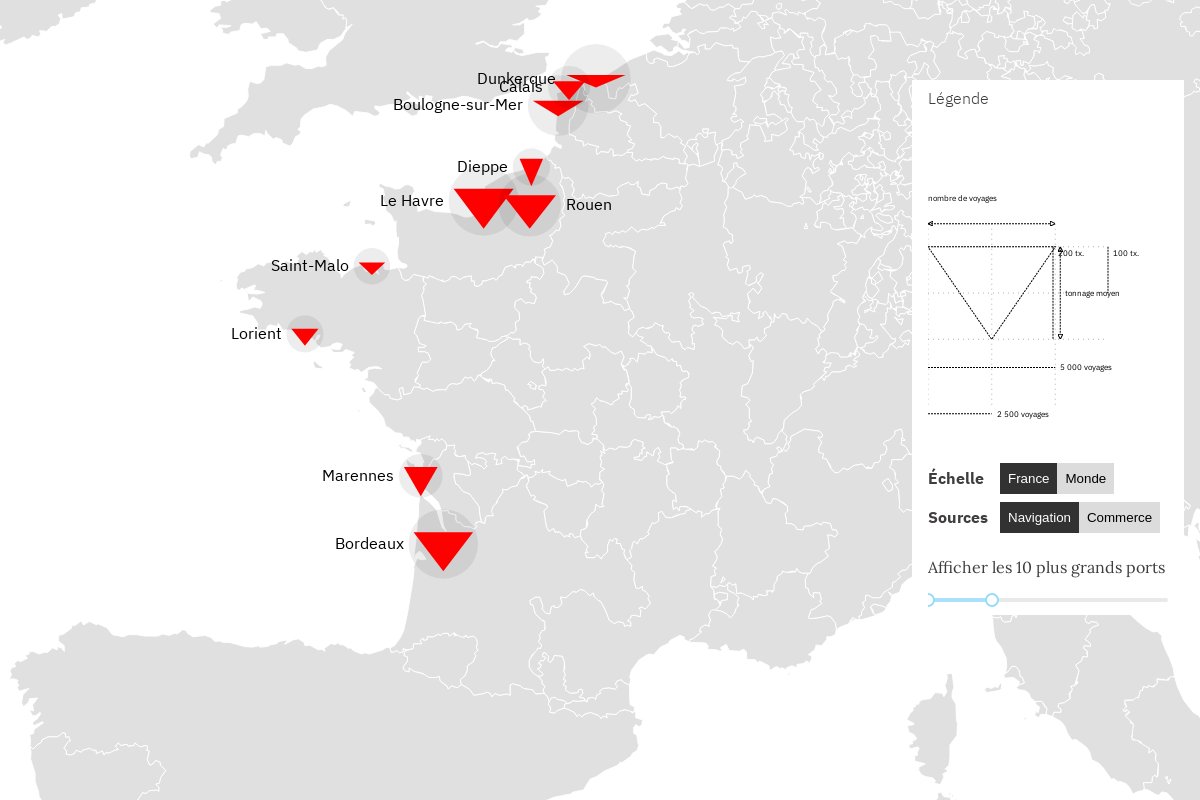 Dunkerque
Calais
Boulogne-sur-Mer
Dieppe
Le Havre
Rouen
Saint-Malo
Lorient
Marennes
Bordeaux
Légende
nombre de voyages
200 tx.
100 tx.
tonnage moyen
5 000 voyages
2 500 voyages
Échelle France Monde
Sources Navigation Commerce
Afficher les 10 plus grands ports